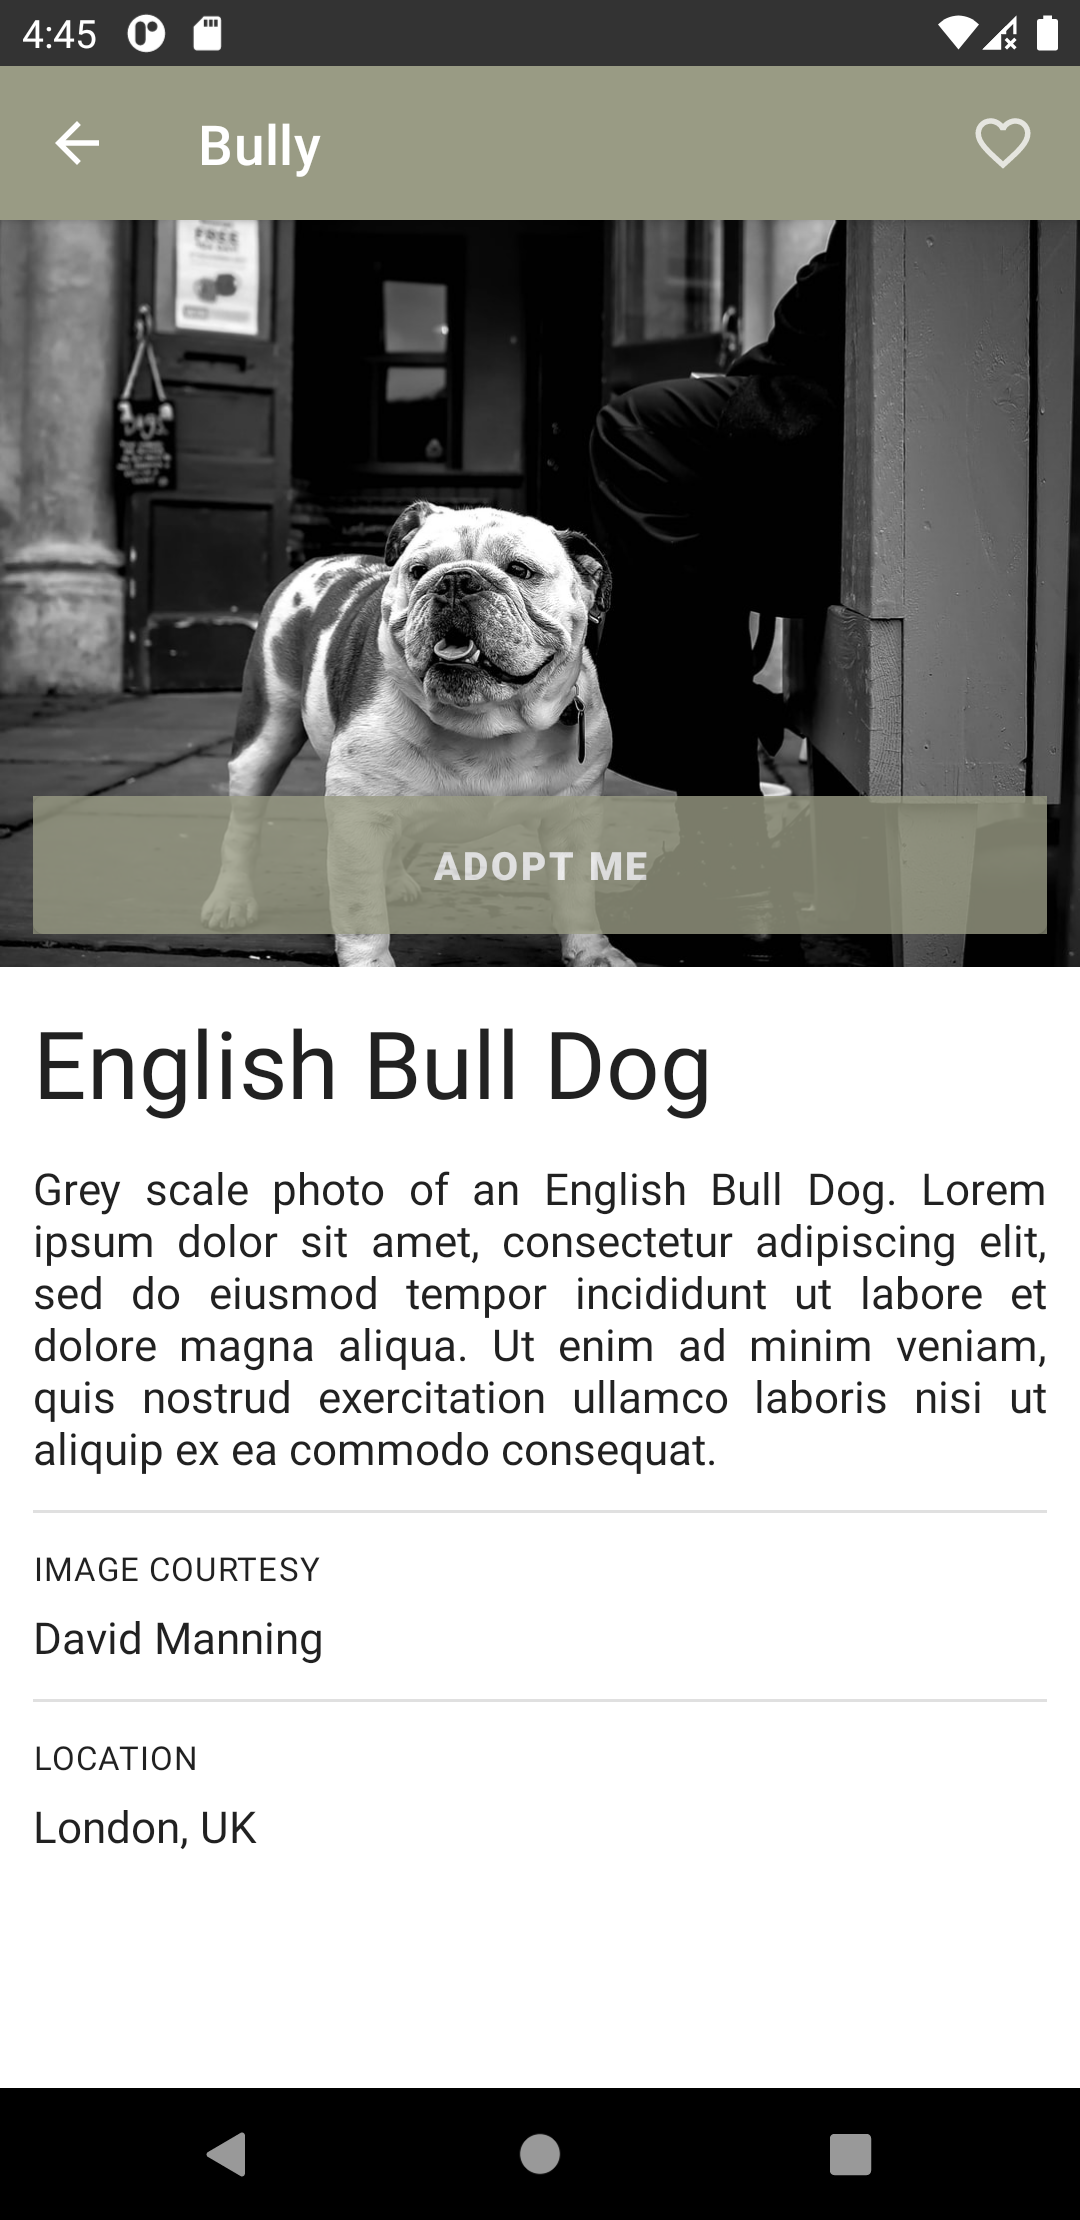 4:45
Bully
FREE
Dogs
ADOPT ME
English Bull Dog
Grey scale photo of an English Bull Dog. Lorem
ipsum dolor sit amet, consectetur adipiscing elit,
sed do eiusmod tempor incididunt ut labore et
dolore magna aliqua. Ut enim ad minim veniam,
quis nostrud exercitation ullamco laboris nisi ut
aliquip ex ea commodo consequat.
IMAGE COURTESY
David Manning
LOCATION
London, UK